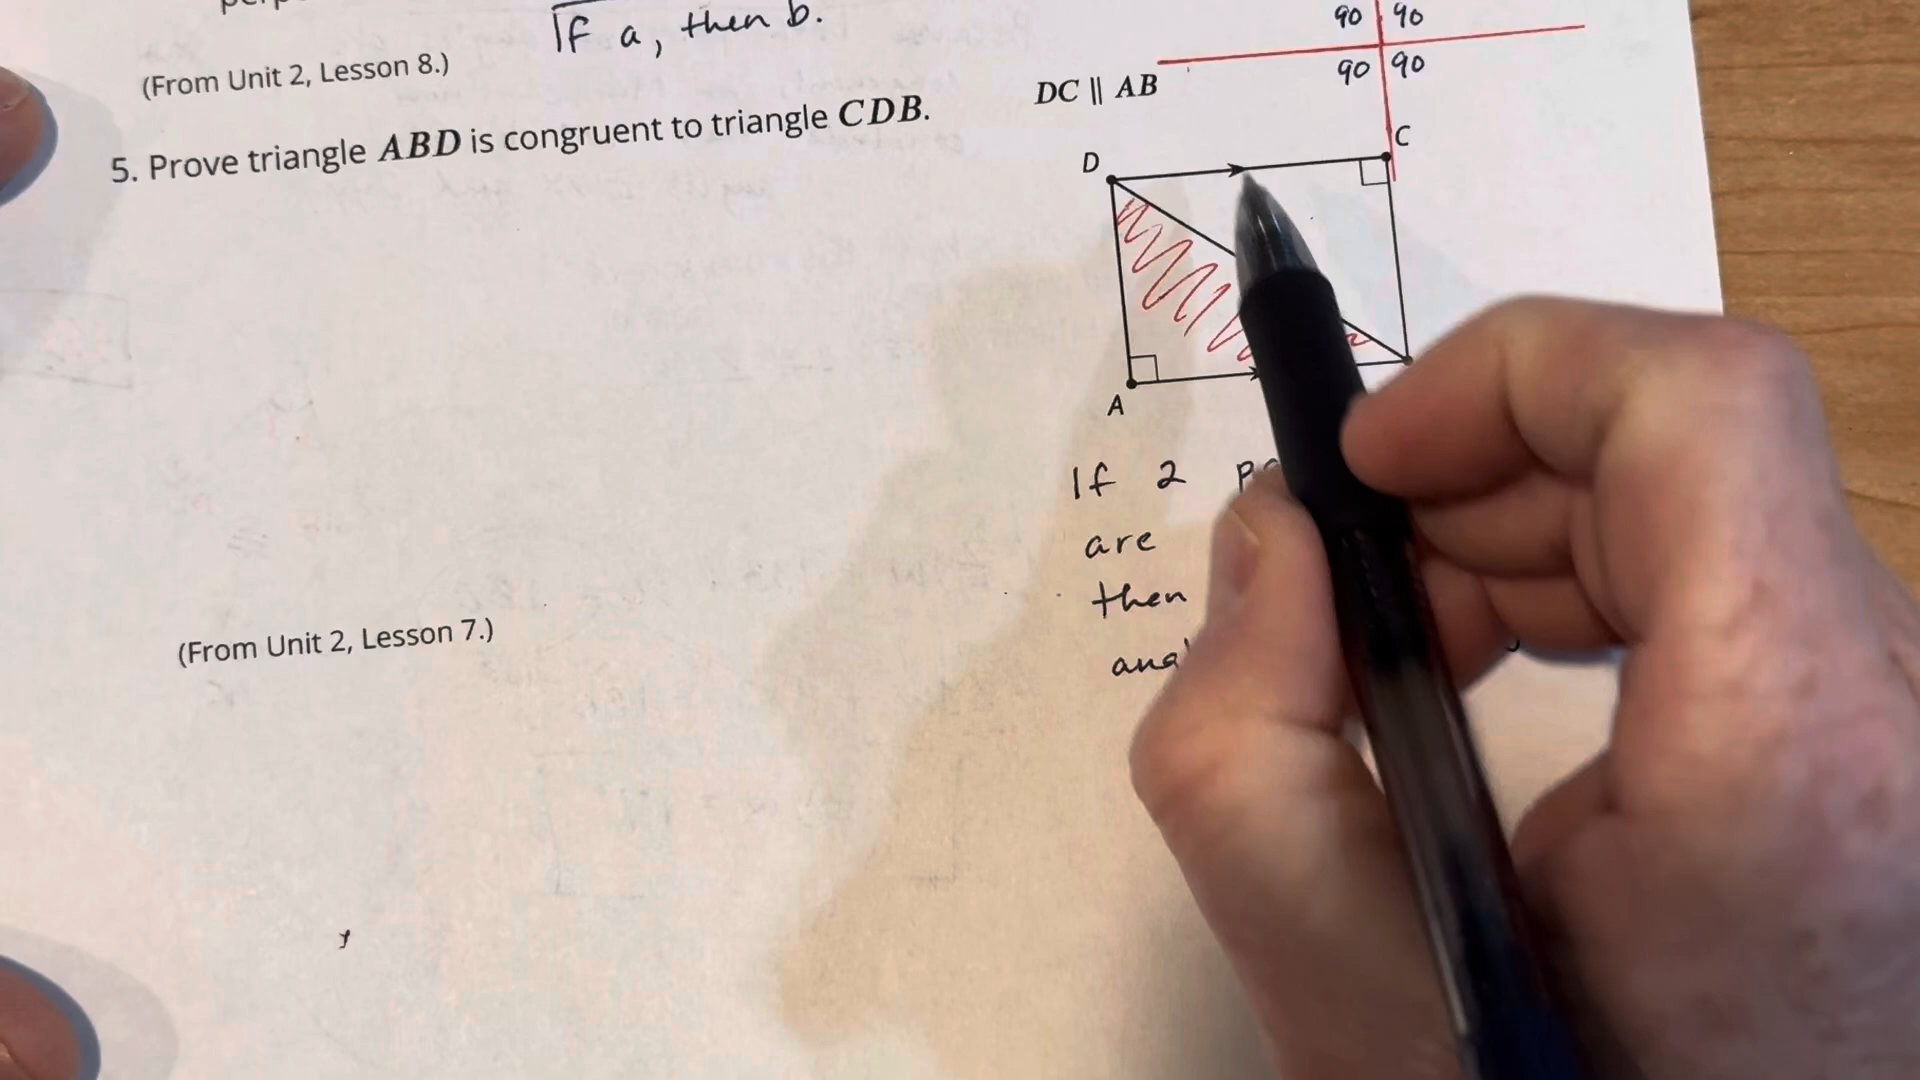 If a, then b.
(From Unit 2, Lesson 8.)
5. Prove triangle ABD is congruent to triangle CDB.
90 90
90 90
DC || AB
D
C
A
If 2
are
then
(From Unit 2, Lesson 7.)